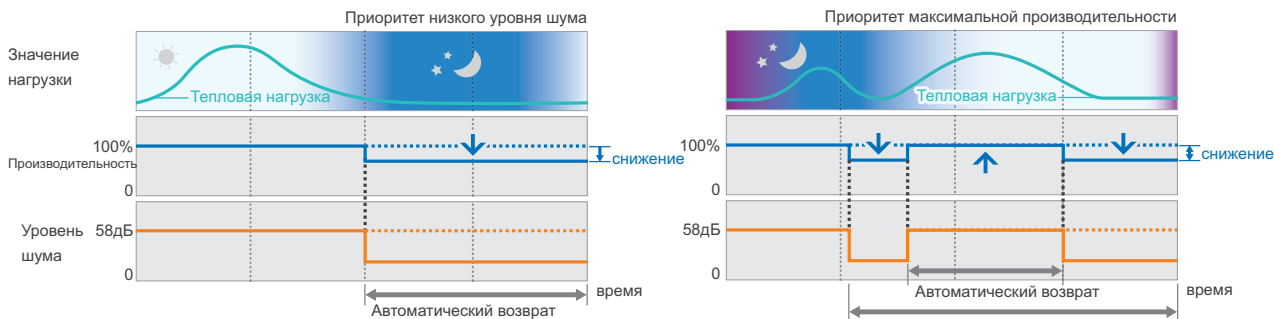 Приоритет низкого уровня шума
Значение
нагрузки
Тепловая нагрузка
100%
Производительность
0
снижение
Уровень
шума
58дБ
0
время
Автоматический возврат
Приоритет максимальной производительности
Тепловая нагрузка
100%
0
снижение
58дБ
0
время
Автоматический возврат